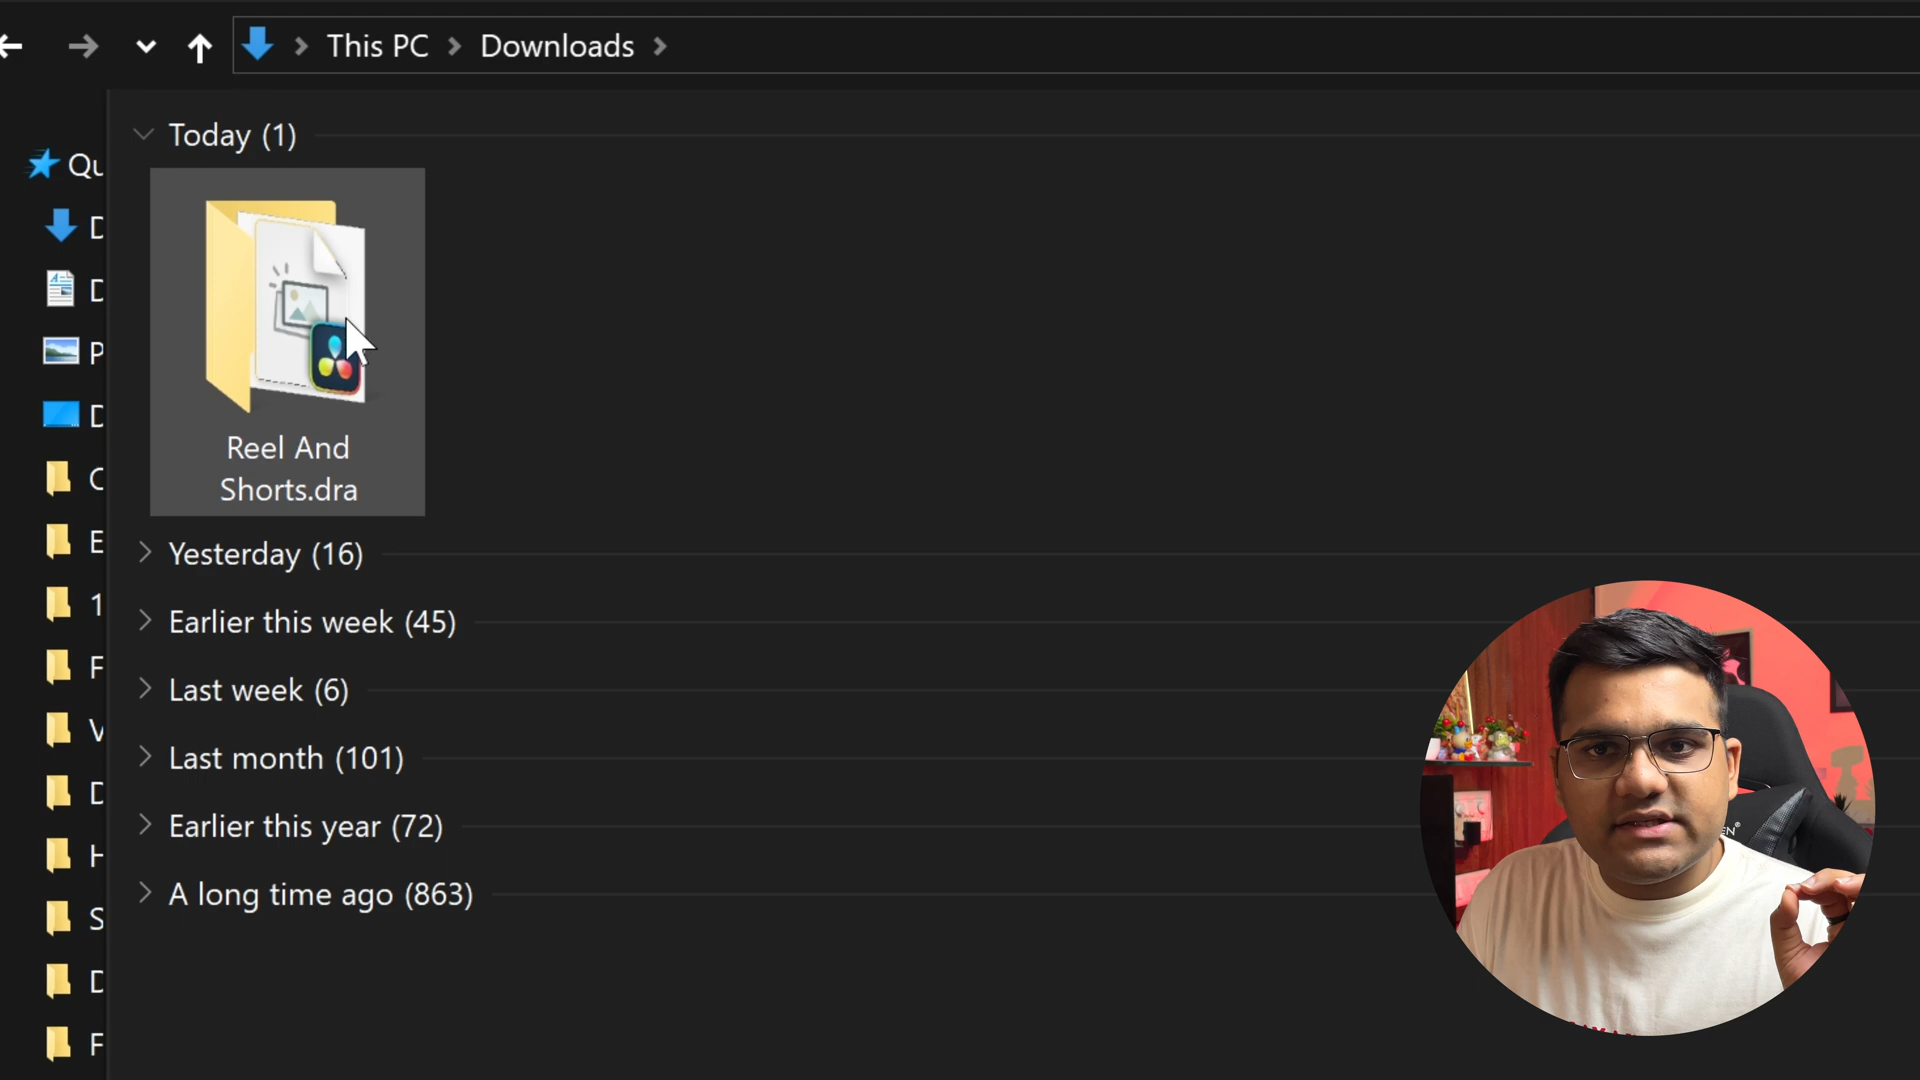 This PC
Downloads
Today (1)
Qu
Reel And
Shorts.dra
Yesterday (16)
Earlier this week (45)
Last week (6)
Last month (101)
Earlier this year (72)
A long time ago (863)